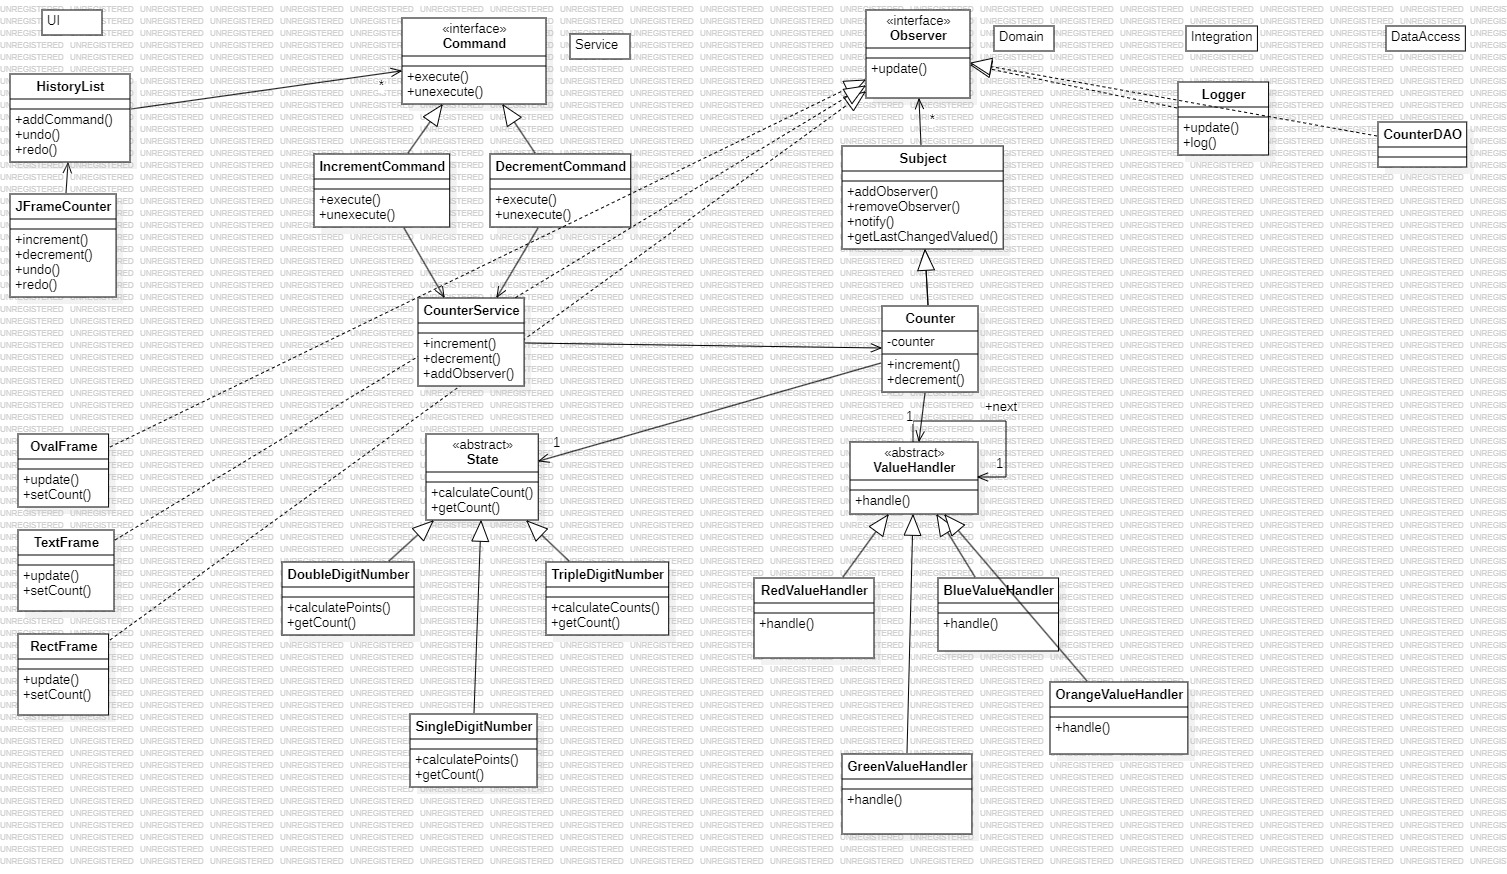 UI
«interface»
Command
+execute()
+unexecute()
Service
«interface»
Observer
+update()
Domain
Integration
DataAccess
HistoryList
+addCommand()
+undo()
+redo()
*
Logger
+update()
+log()
*
CounterDAO
IncrementCommand
+execute()
+unexecute()
DecrementCommand
+execute()
+unexecute()
Subject
+addObserver()
+removeObserver()
+notify()
+getLastChangedValued()
JFrameCounter
+increment()
+decrement()
+undo()
+redo()
CounterService
+increment()
+decrement()
+addObserver()
Counter
-counter
+increment()
+decrement()
+next
1
1
1
OvalFrame
+update()
+setCount()
«abstract»
State
+calculateCount()
+getCount()
«abstract»
ValueHandler
+handle()
TextFrame
+update()
+setCount()
DoubleDigitNumber
+calculatePoints()
+getCount()
TripleDigitNumber
+calculateCounts()
+getCount()
RedValueHandler
+handle()
BlueValueHandler
+handle()
RectFrame
+update()
+setCount()
OrangeValueHandler
+handle()
SingleDigitNumber
+calculatePoints()
+getCount()
GreenValueHandler
+handle()
UNREGISTERED